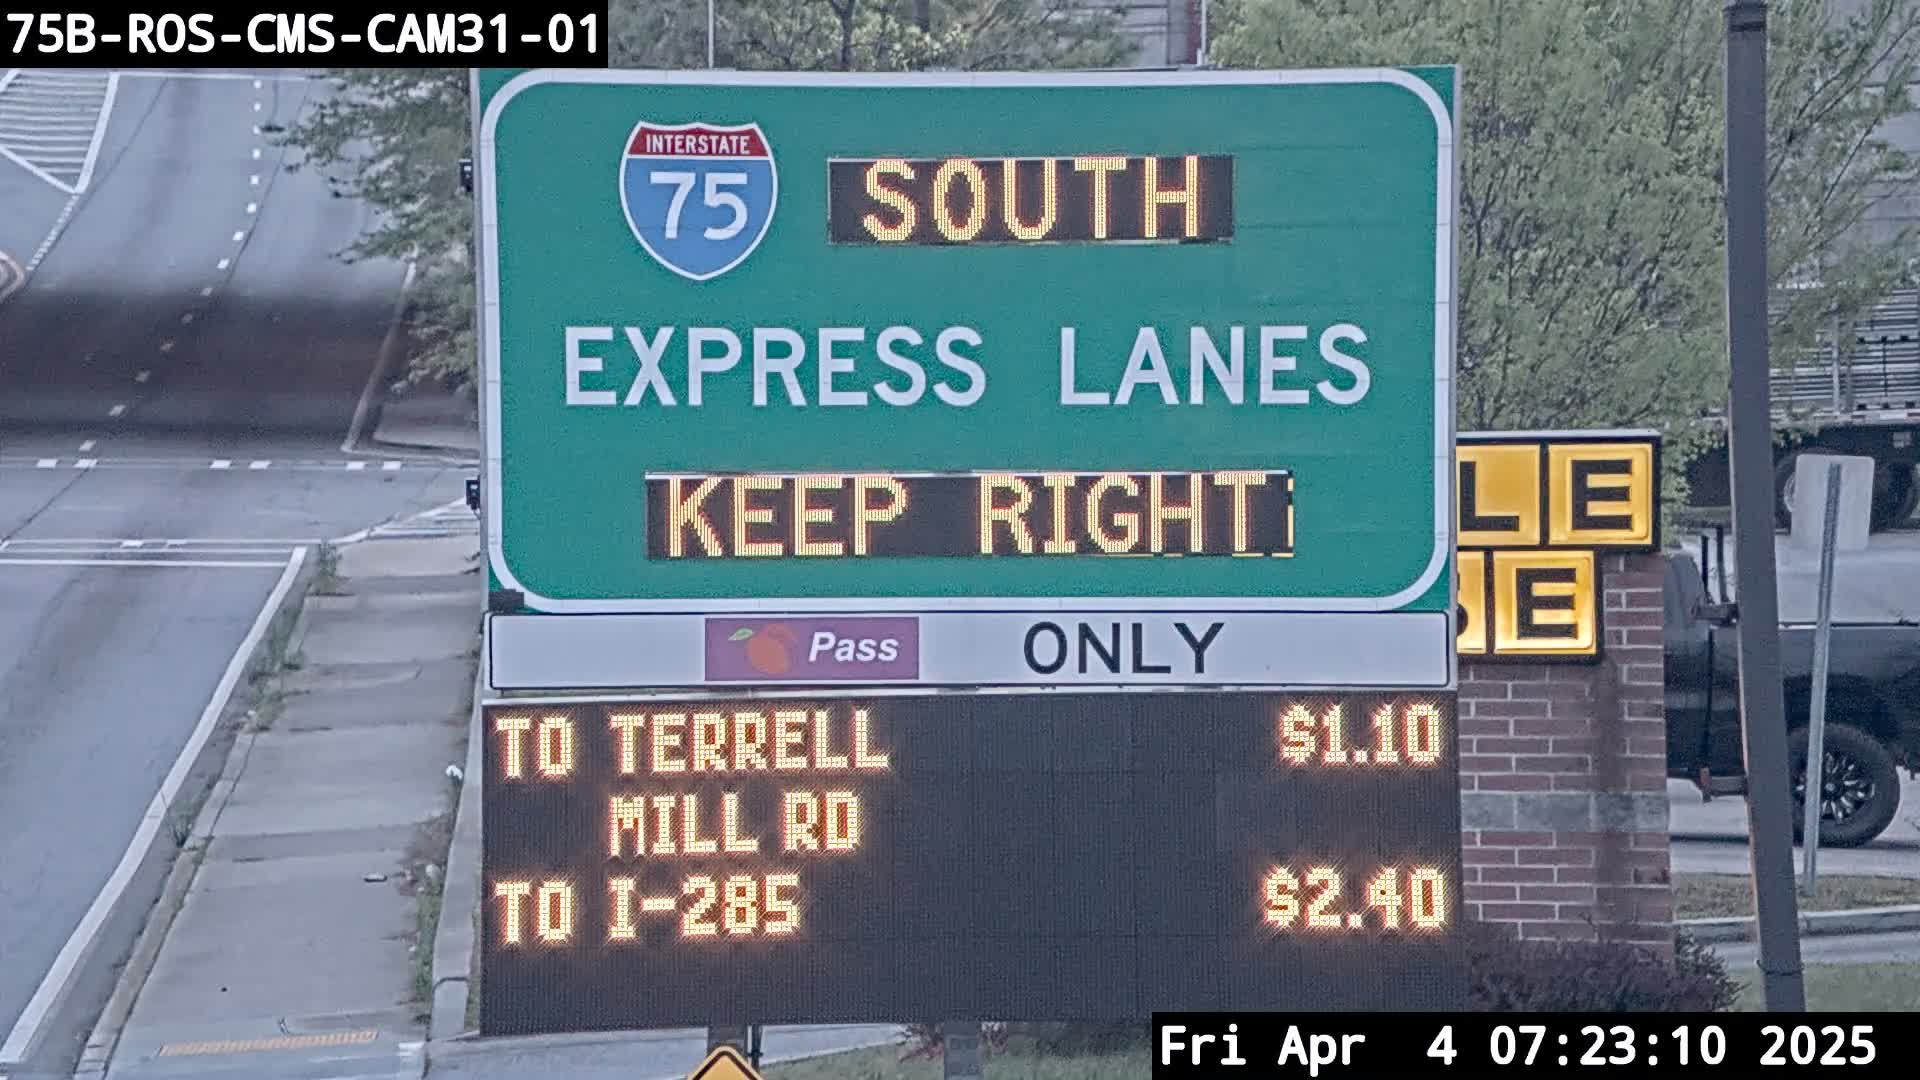 75B-ROS-CMS-CAM31-01
INTERSTATE
75
SOUTH
EXPRESS LANES
KEEP RIGHT
Pass ONLY
TO TERRELL $1.10
MILL RD
TO I-285 $2.40
LE
E
Fri Apr 4 07:23:10 2025